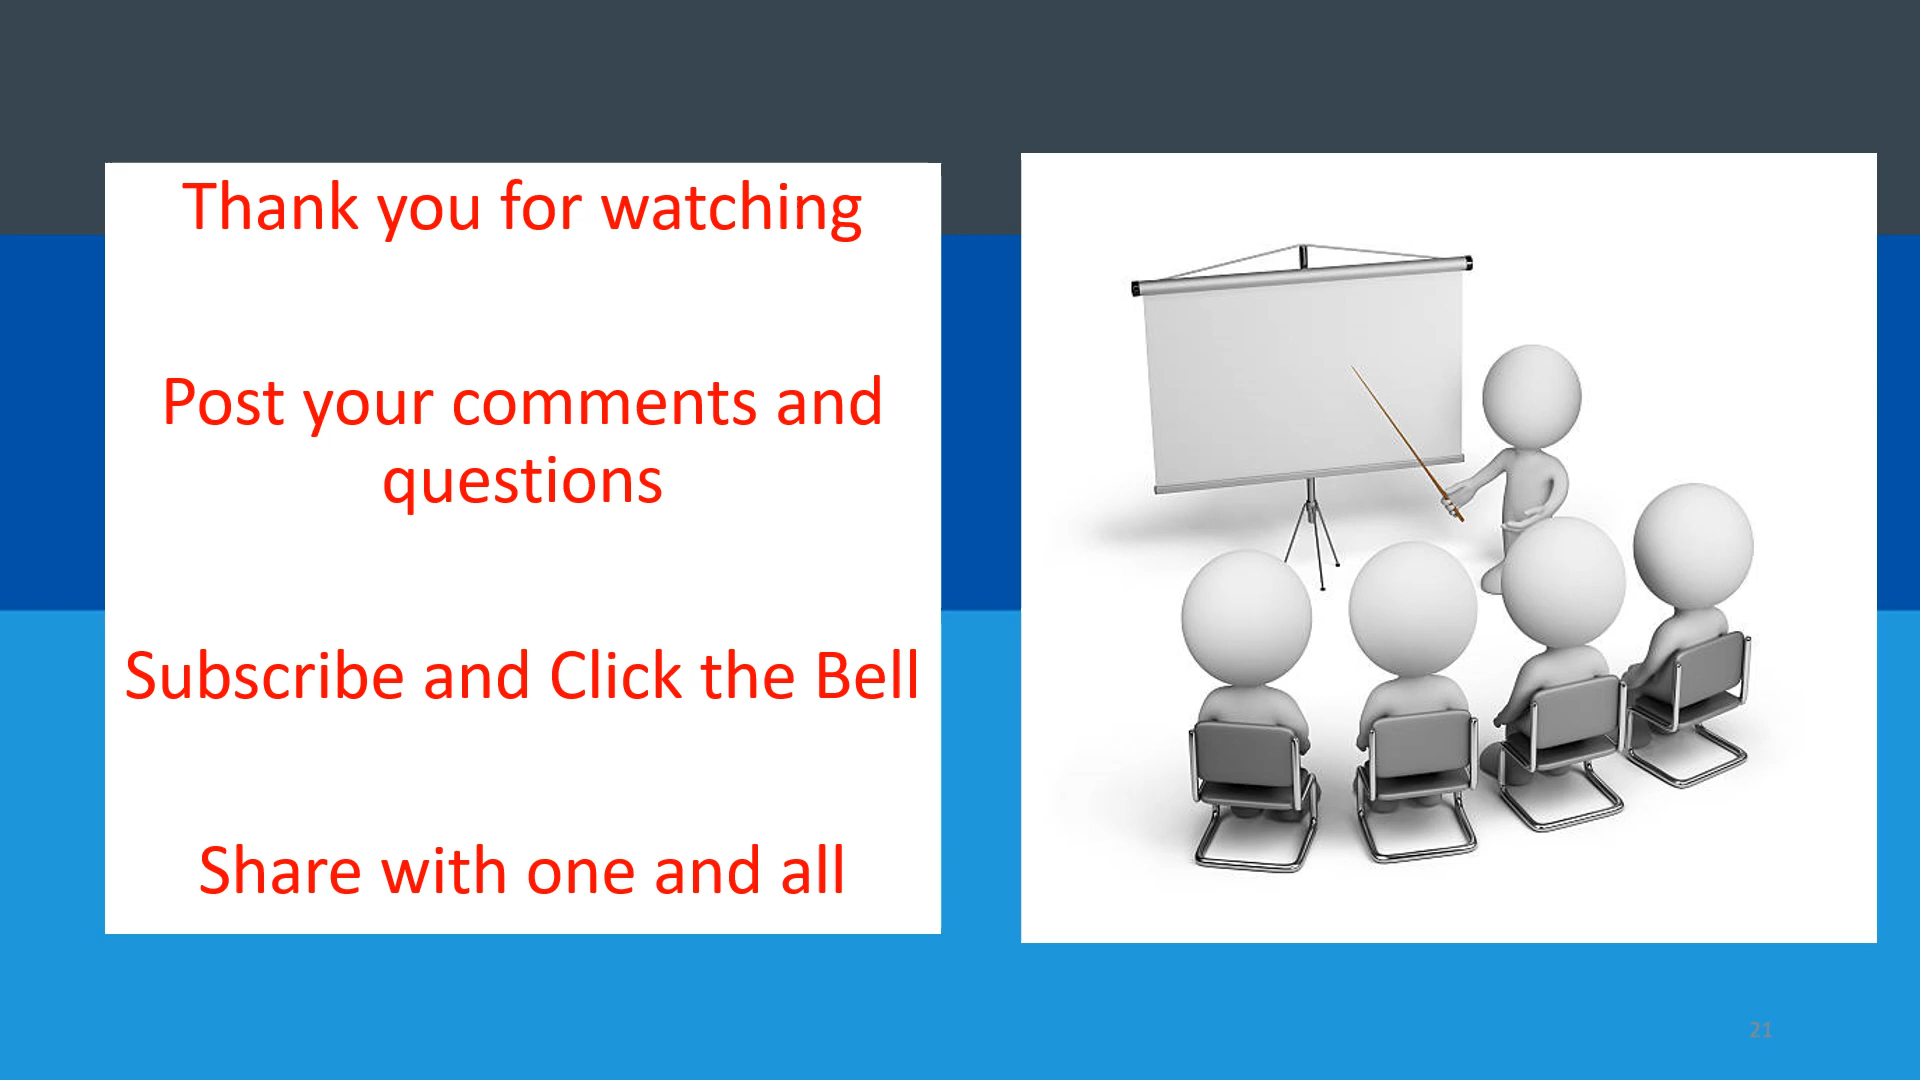 Thank you for watching
Post your comments and
questions
Subscribe and Click the Bell
Share with one and all
21